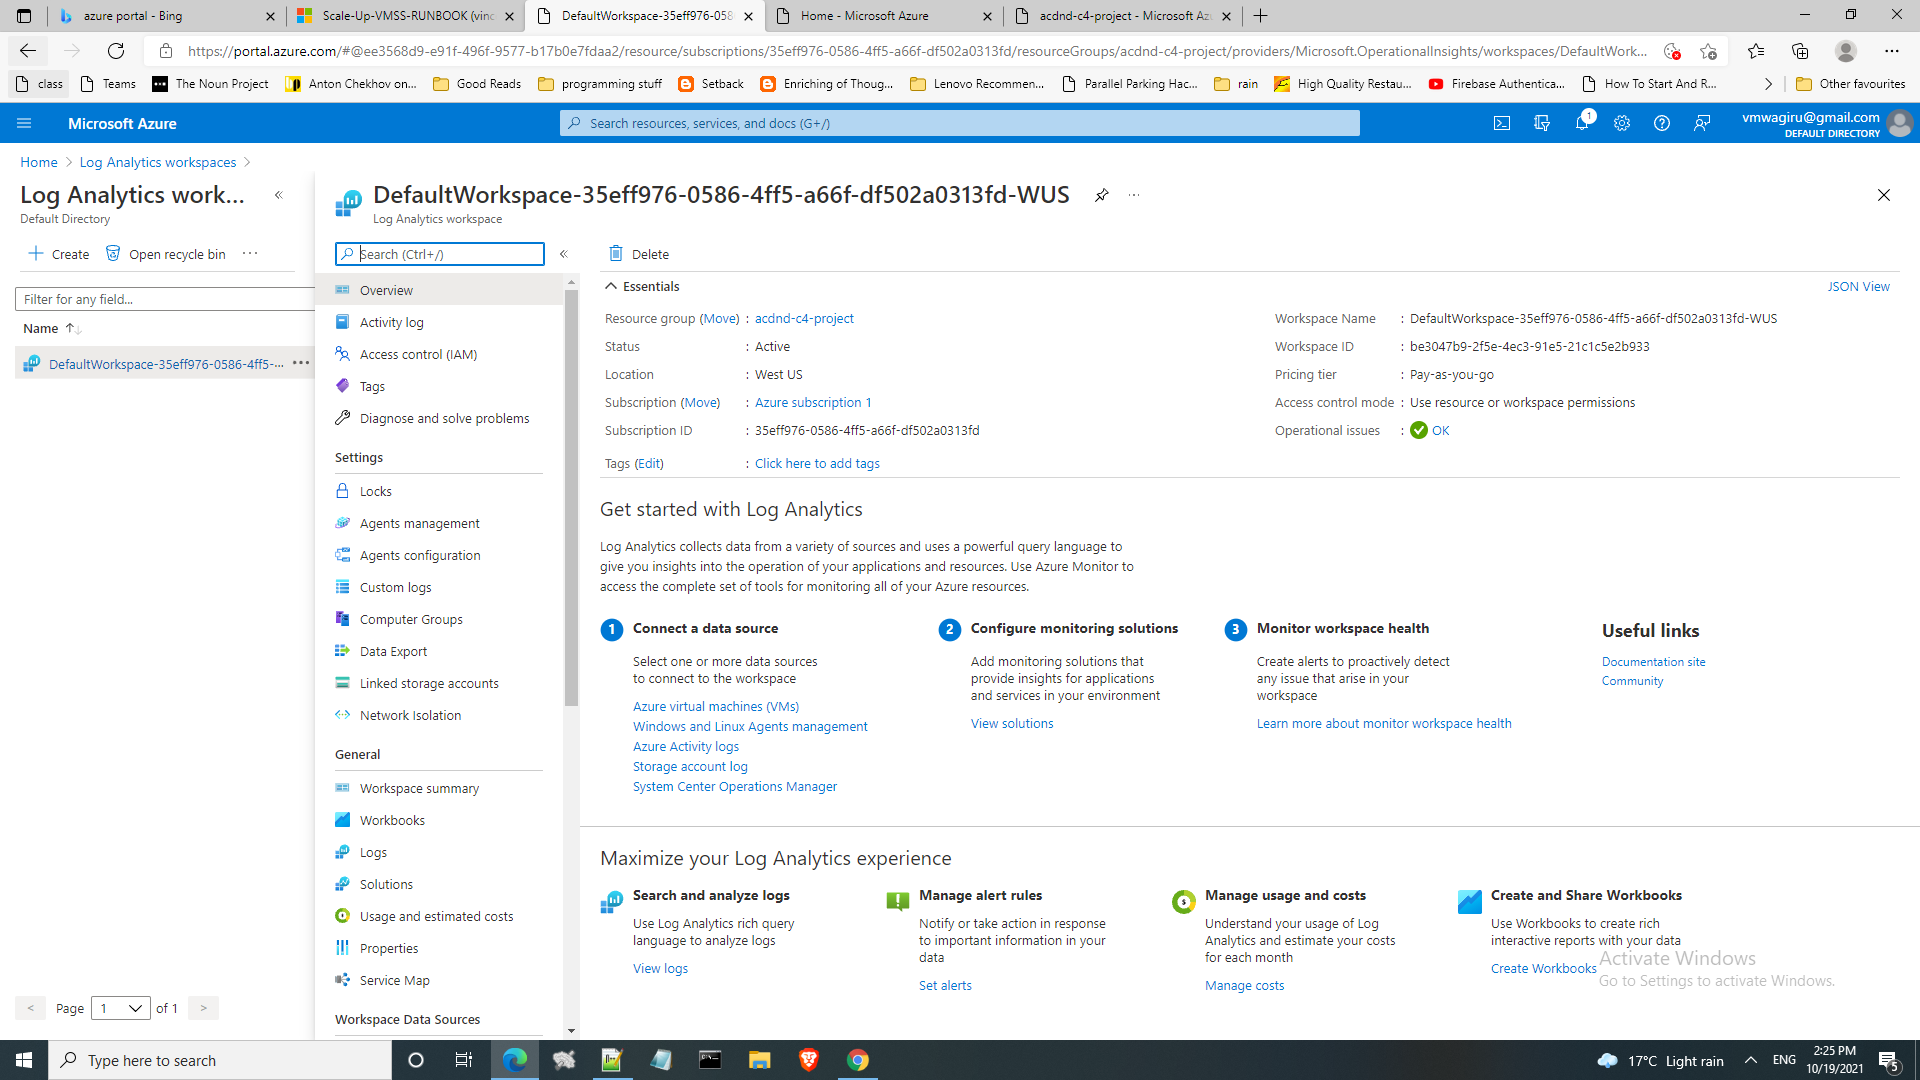 azure portal - Bing
Scale-Up-VMSS-RUNBOOK (vinc
DefaultWorkspace-35eff976-058
Home - Microsoft Azure
acdnd-c4-project - Microsoft Az
https://portal.azure.com/#@ee3568d9-e91f-496f-9577-b17b0e7fdaa2/resource/subscriptions/35eff976-0586-4ff5-a66f-df502a0313fd/resourceGroups/acdnd-c4-project/providers/Microsoft.OperationalInsights/workspaces/DefaultWork...
class
Teams
The Noun Project
Anton Chekhov on...
Good Reads
programming stuff
Setback
Enriching of Thoug...
Lenovo Recommen...
Parallel Parking Hac...
rain
High Quality Restau...
Firebase Authentica...
How To Start And R...
Other favourites
Microsoft Azure
Search resources, services, and docs (G+/)
1
vmwagiru@gmail.com
DEFAULT DIRECTORY
Home
Log Analytics workspaces
Log Analytics work...
Default Directory
Create
Open recycle bin
Filter for any field...
Name
DefaultWorkspace-35eff976-0586-4ff5-...
< Page 1 of 1 >
DefaultWorkspace-35eff976-0586-4ff5-a66f-df502a0313fd-WUS
Log Analytics workspace
Search (Ctrl+/)
Overview
Activity log
Access control (IAM)
Tags
Diagnose and solve problems
Settings
Locks
Agents management
Agents configuration
Custom logs
Computer Groups
Data Export
Linked storage accounts
Network Isolation
General
Workspace summary
Workbooks
Logs
Solutions
Usage and estimated costs
Properties
Service Map
Workspace Data Sources
Delete
Essentials
JSON View
Resource group (Move) : acdnd-c4-project
Status : Active
Location : West US
Subscription (Move) : Azure subscription 1
Subscription ID : 35eff976-0586-4ff5-a66f-df502a0313fd
Tags (Edit) : Click here to add tags
Workspace Name : DefaultWorkspace-35eff976-0586-4ff5-a66f-df502a0313fd-WUS
Workspace ID : be3047b9-2f5e-4ec3-91e5-21c1c5e2b933
Pricing tier : Pay-as-you-go
Access control mode : Use resource or workspace permissions
Operational issues : OK
Get started with Log Analytics
Log Analytics collects data from a variety of sources and uses a powerful query language to
give you insights into the operation of your applications and resources. Use Azure Monitor to
access the complete set of tools for monitoring all of your Azure resources.
1 Connect a data source
Select one or more data sources
to connect to the workspace
Azure virtual machines (VMs)
Windows and Linux Agents management
Azure Activity logs
Storage account log
System Center Operations Manager
2 Configure monitoring solutions
Add monitoring solutions that
provide insights for applications
and services in your environment
View solutions
3 Monitor workspace health
Create alerts to proactively detect
any issue that arise in your
workspace
Learn more about monitor workspace health
Useful links
Documentation site
Community
Maximize your Log Analytics experience
Search and analyze logs
Use Log Analytics rich query
language to analyze logs
View logs
Manage alert rules
Notify or take action in response
to important information in your
data
Set alerts
Manage usage and costs
Understand your usage of Log
Analytics and estimate your costs
for each month
Manage costs
Create and Share Workbooks
Use Workbooks to create rich
interactive reports with your data
Create Workbooks
Activate Windows
Go to Settings to activate Windows.
Type here to search
17°C Light rain
ENG
2:25 PM
10/19/2021
5